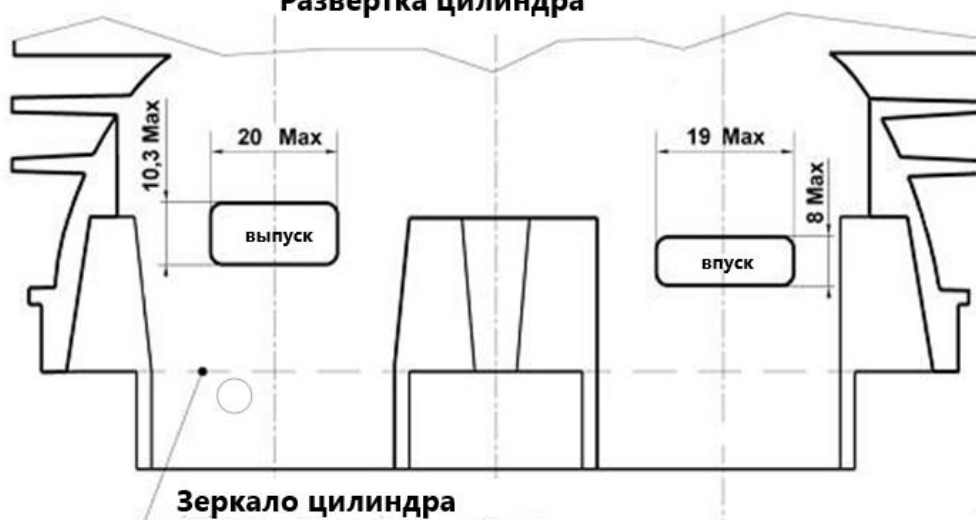 Развертка цилиндра
10,3 Max
20 Max
19 Max
8 Max
выпуск
впуск
Зеркало цилиндра